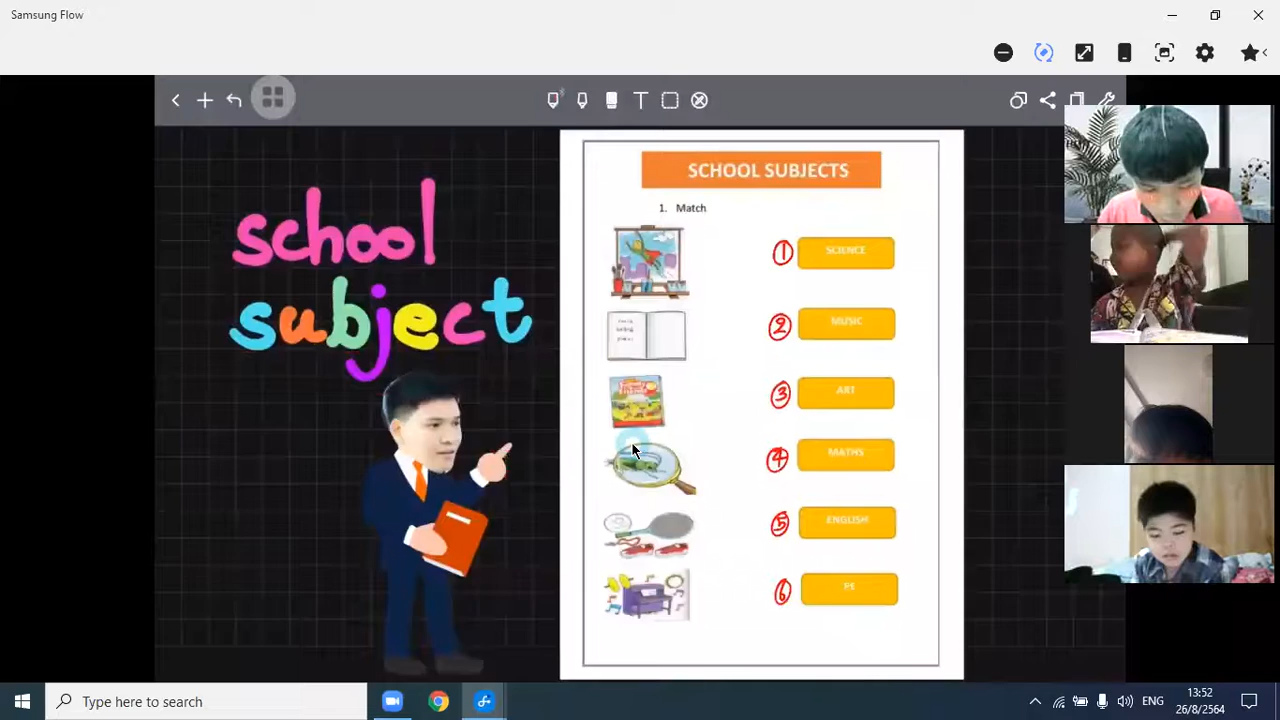 Samsung Flow
school
subject
SCHOOL SUBJECTS
1. Match
① SCIENCE
② MUSIC
③ ART
④ MATHS
⑤ ENGLISH
⑥ PE
Type here to search
ENG
13:52
26/8/2564